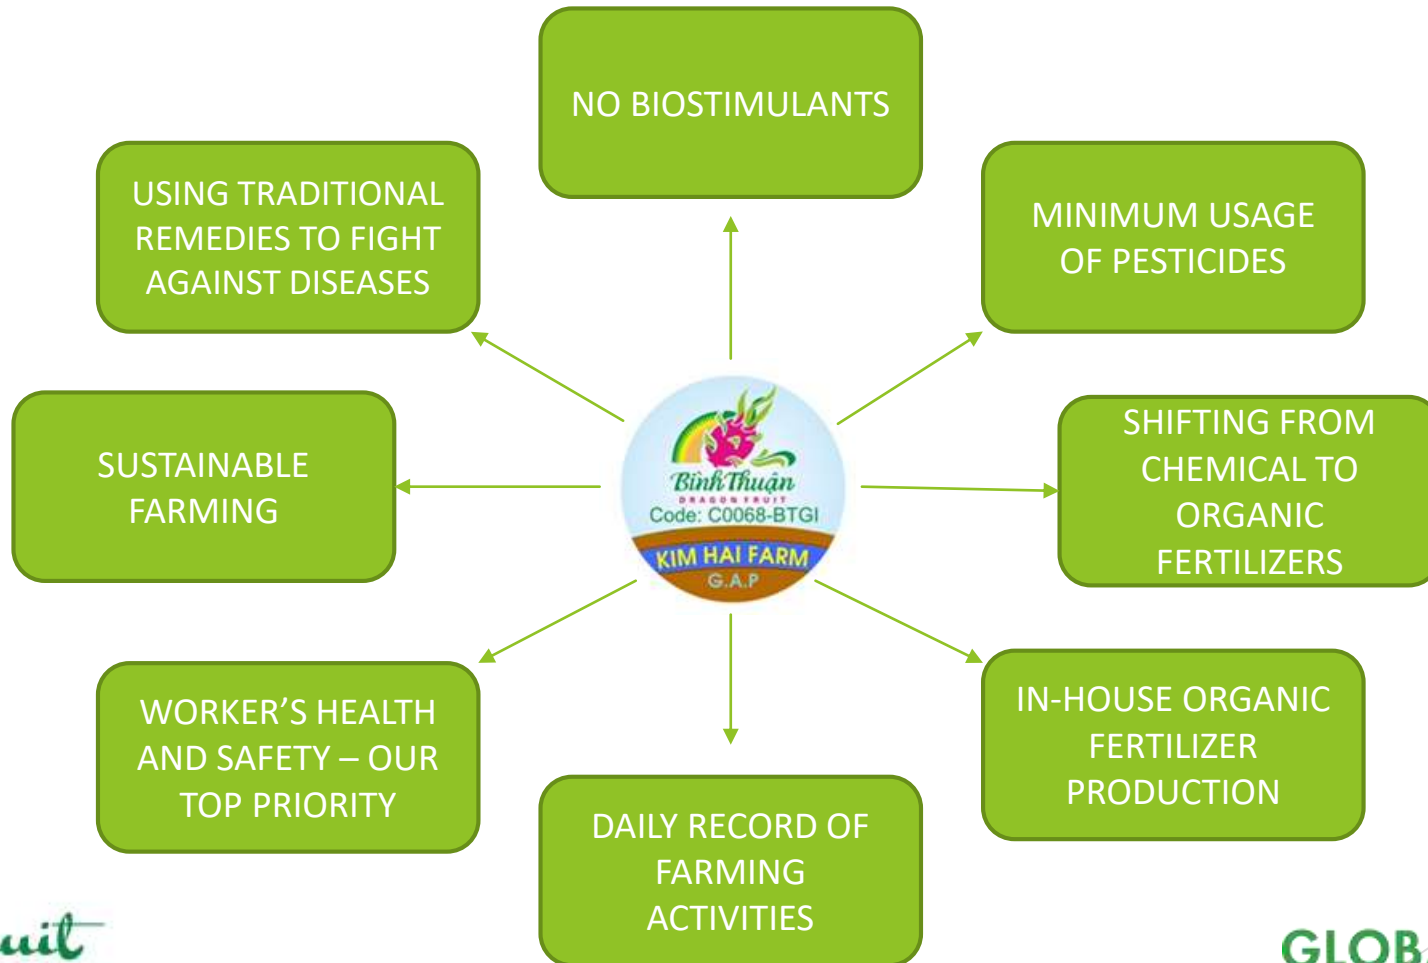 NO BIOSTIMULANTS
USING TRADITIONAL
REMEDIES TO FIGHT
AGAINST DISEASES
MINIMUM USAGE
OF PESTICIDES
SUSTAINABLE
FARMING
Bình Thuận
DRAGON FRUIT
Code: C0068-BTGI
KIM HAI FARM
G.A.P
SHIFTING FROM
CHEMICAL TO
ORGANIC
FERTILIZERS
WORKER’S HEALTH
AND SAFETY – OUR
TOP PRIORITY
IN-HOUSE ORGANIC
FERTILIZER
PRODUCTION
DAILY RECORD OF
FARMING
ACTIVITIES
uit
GLOB